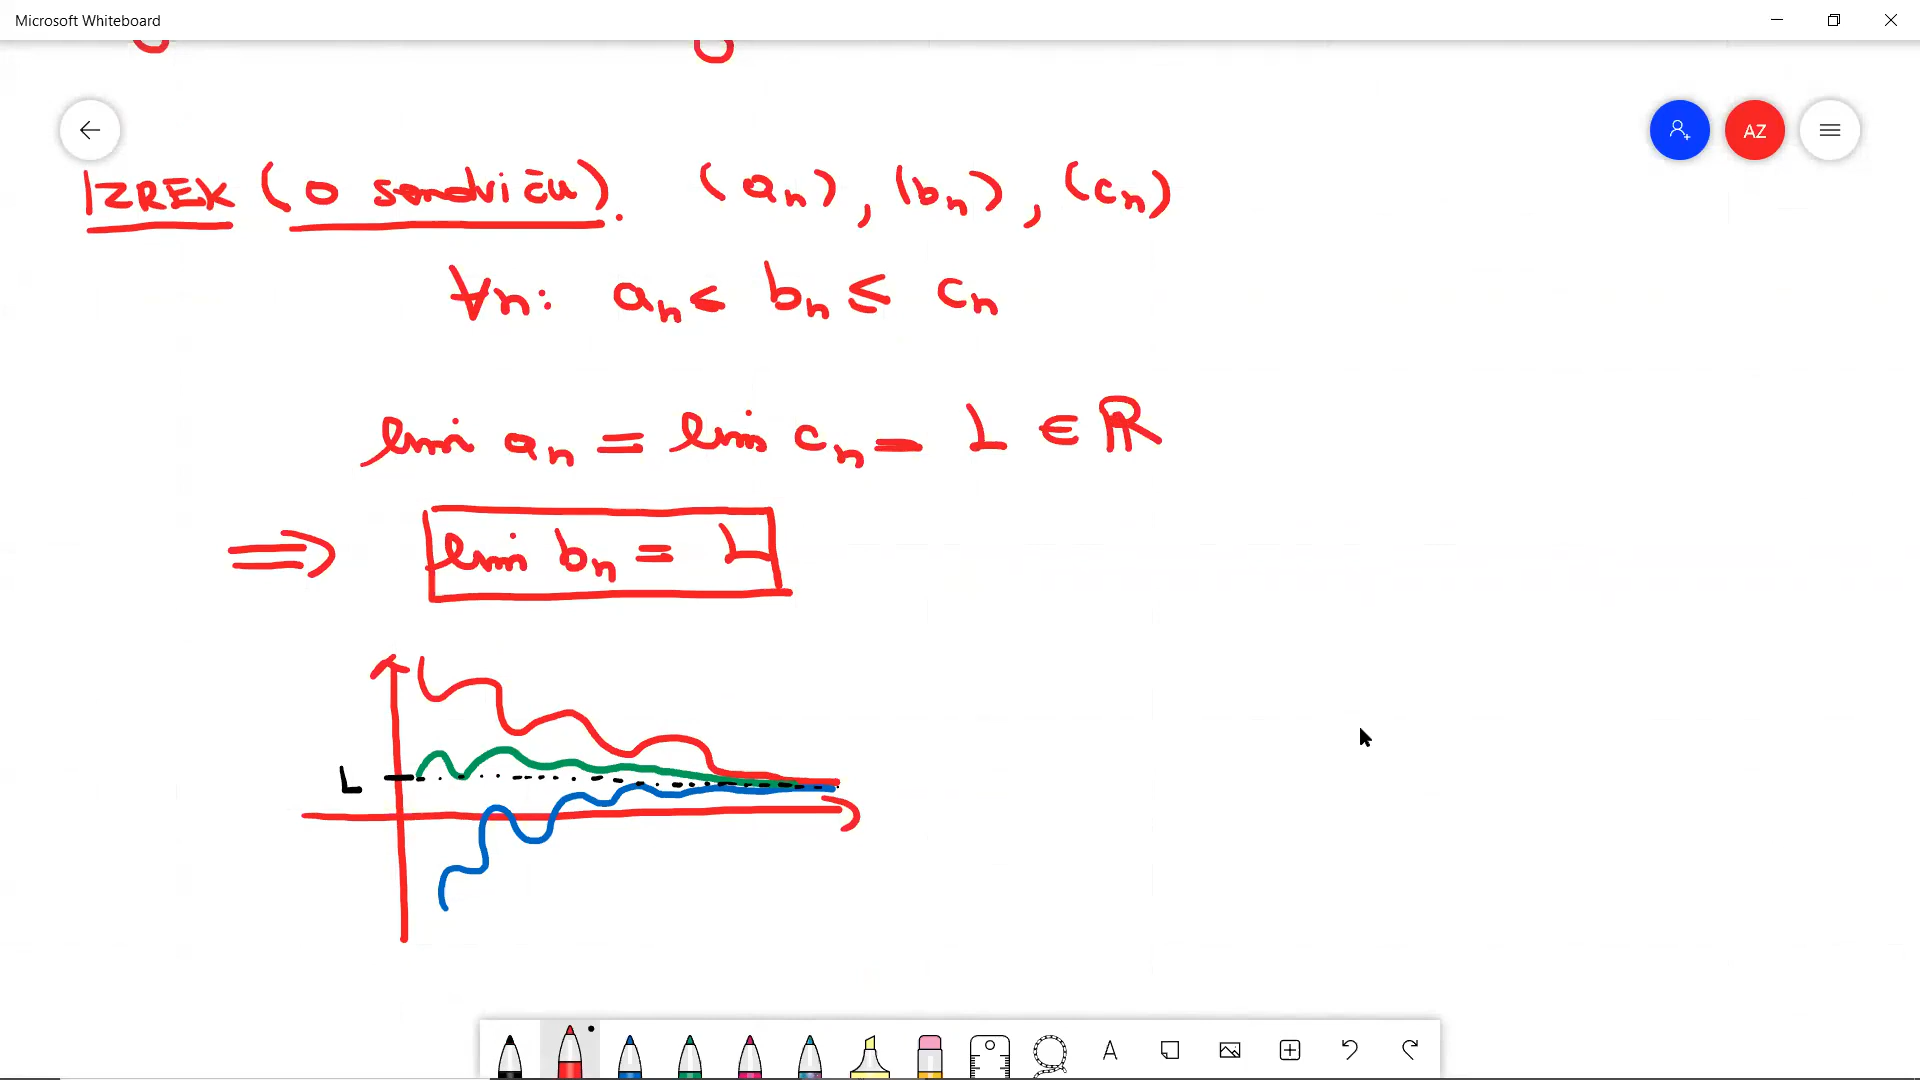 Microsoft Whiteboard
AZ
IZREK (o sendviču). (aₙ), (bₙ), (cₙ)
∀n: aₙ ≤ bₙ ≤ cₙ
lim aₙ = lim cₙ = L ∈ ℝ
⟹ lim bₙ = L
L
A